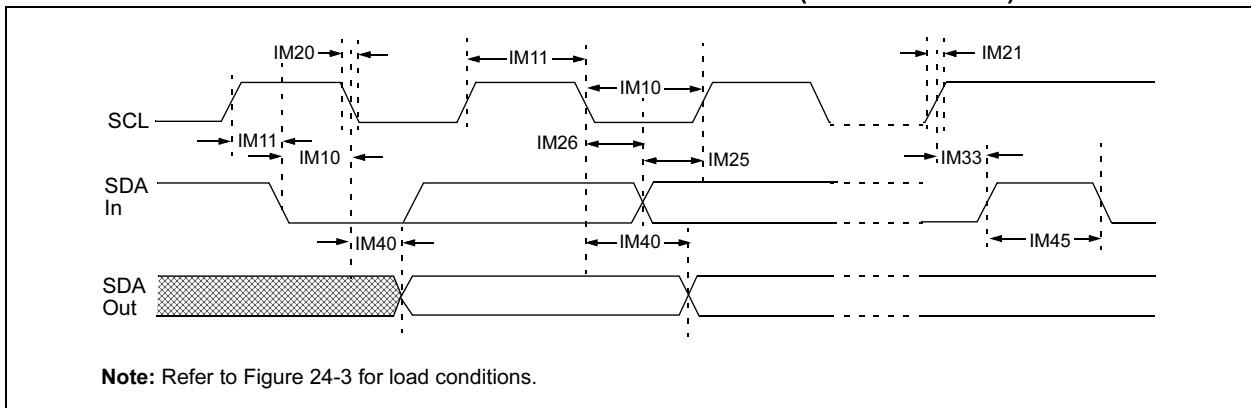 IM20
IM11
IM21
IM10
SCL
IM11
IM26
IM10
IM25
IM33
SDA
In
IM40
IM40
IM45
SDA
Out
Note: Refer to Figure 24-3 for load conditions.